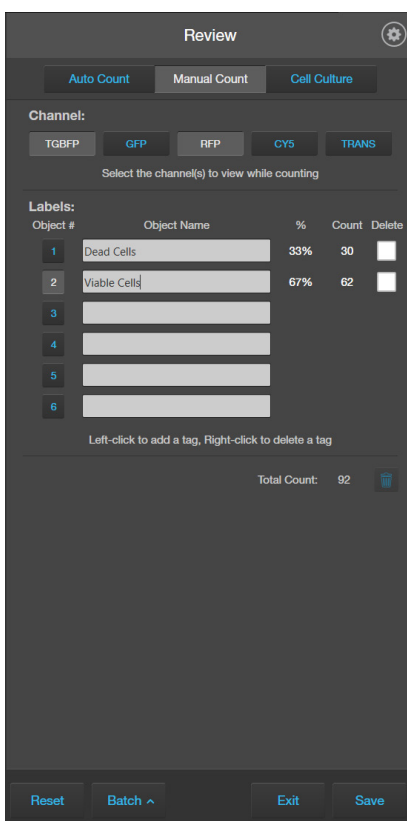 Review
Auto Count Manual Count Cell Culture
Channel:
TGBFP GFP RFP CY5 TRANS
Select the channel(s) to view while counting
Labels:
Object # Object Name % Count Delete
1 Dead Cells 33% 30
2 Viable Cells 67% 62
3
4
5
6
Left-click to add a tag, Right-click to delete a tag
Total Count: 92
Reset Batch Exit Save